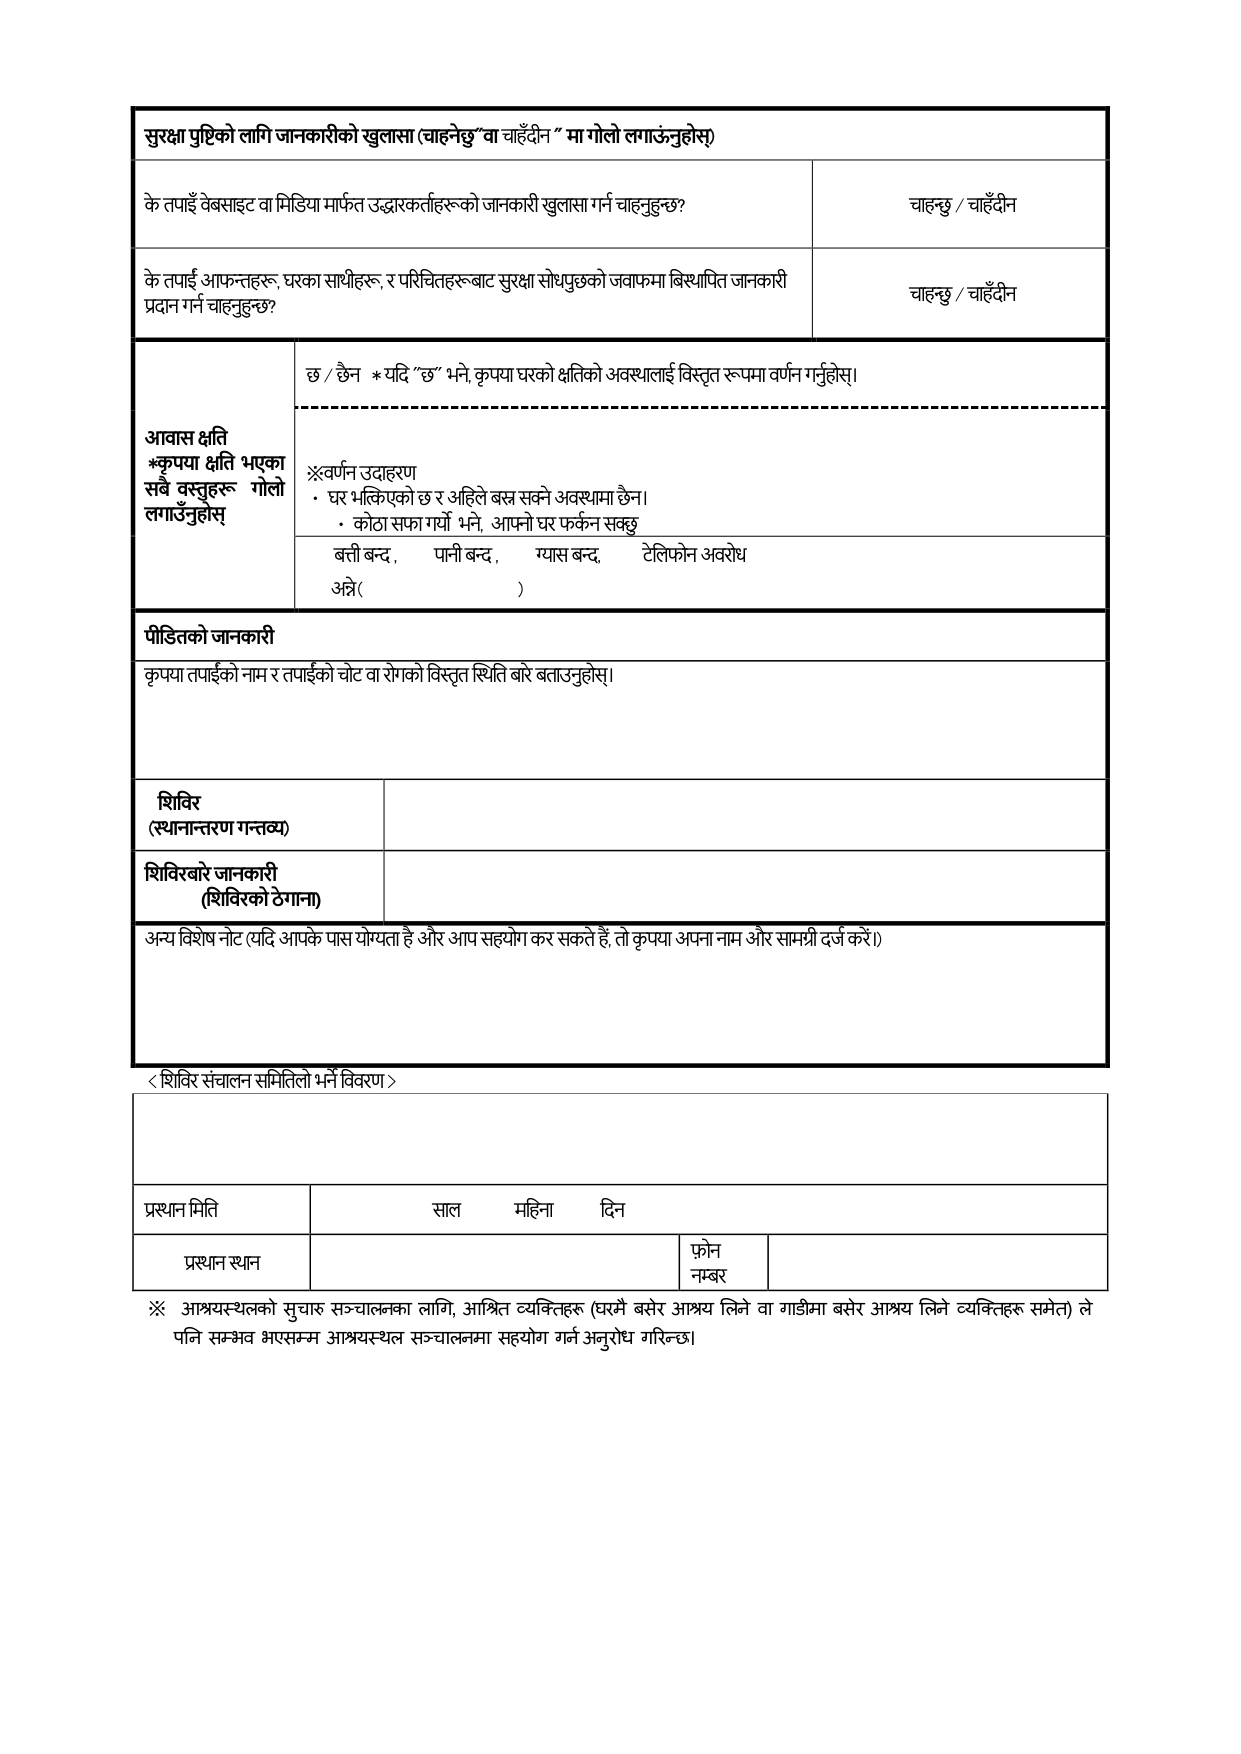 सुरक्षा पुष्टिको लागि जानकारीको खुलासा (चाहनेछु"वा चाहँदीन " मा गोलो लगाऊंनुहोस्)
के तपाइँ वेबसाइट वा मिडिया मार्फत उद्धारकर्ताहरूको जानकारी खुलासा गर्न चाहनुहुन्छ?
चाहन्छु / चाहँदीन
के तपाईं आफन्तहरू, घरका साथीहरू, र परिचितहरूबाट सुरक्षा सोधपुछको जवाफमा बिस्थापित जानकारी
प्रदान गर्न चाहनुहुन्छ?
चाहन्छु / चाहँदीन
आवास क्षति
*कृपया क्षति भएका
सबै वस्तुहरू गोलो
लगाउँनुहोस्
छ / छैन *यदि "छ" भने, कृपया घरको क्षतिको अवस्थालाई विस्तृत रूपमा वर्णन गर्नुहोस्।
※वर्णन उदाहरण
・ घर भत्किएको छ र अहिले बस्न सक्ने अवस्थामा छैन।
・ कोठा सफा गर्यो भने, आफ्नो घर फर्कन सक्छु
बत्ती बन्द , पानी बन्द , ग्यास बन्द, टेलिफोन अवरोध
अन्ने( )
पीडितको जानकारी
कृपया तपाईंको नाम र तपाईंको चोट वा रोगको विस्तृत स्थिति बारे बताउनुहोस्।
शिविर
(स्थानान्तरण गन्तव्य)
शिविरबारे जानकारी
(शिविरको ठेगाना)
अन्य विशेष नोट (यदि आपके पास योग्यता है और आप सहयोग कर सकते हैं, तो कृपया अपना नाम और सामग्री दर्ज करें।)
< शिविर संचालन समितिलो भर्ने विवरण >
प्रस्थान मिति
साल महिना दिन
प्रस्थान स्थान
फ़ोन
नम्बर
※ आश्रयस्थलको सुचारु सञ्चालनका लागि, आश्रित व्यक्तिहरू (घरमै बसेर आश्रय लिने वा गाडीमा बसेर आश्रय लिने व्यक्तिहरू समेत) ले
पनि सम्भव भएसम्म आश्रयस्थल सञ्चालनमा सहयोग गर्न अनुरोध गरिन्छ।